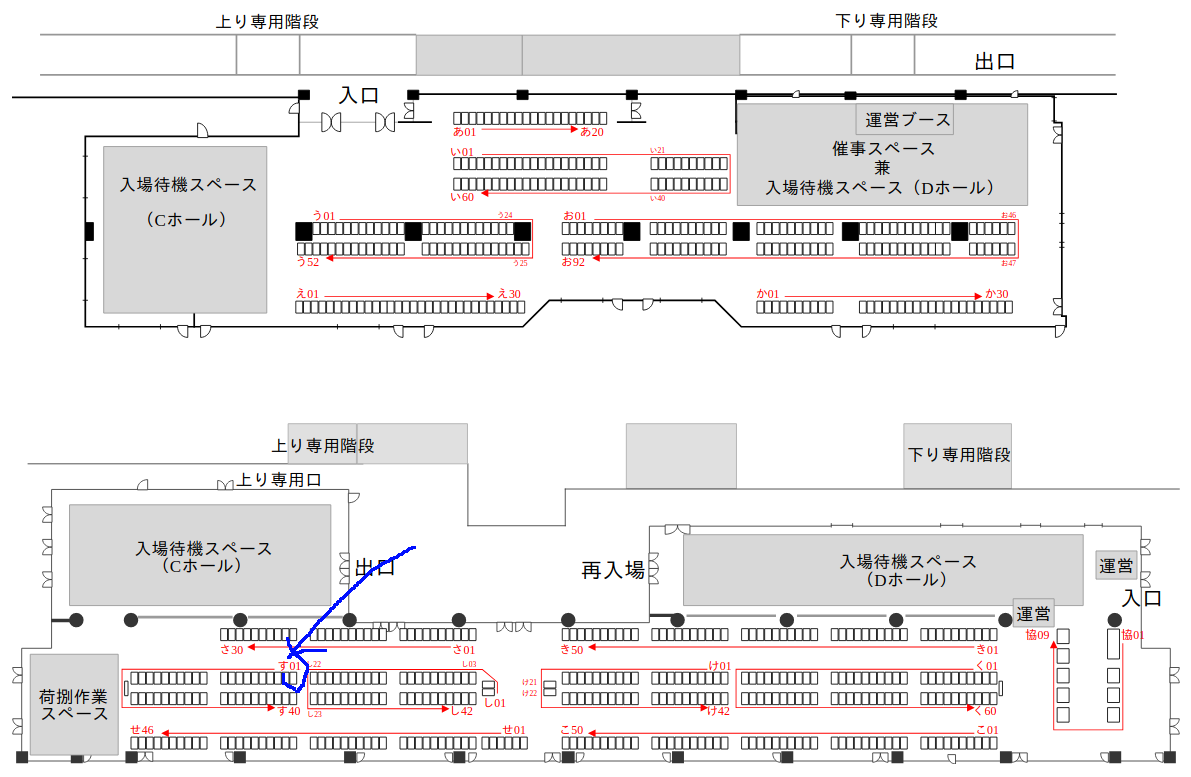 上り専用階段
下り専用階段
出口
入口
あ01
あ20
運営ブース
い01
い21
催事スペース
兼
入場待機スペース（Dホール）
入場待機スペース
（Cホール）
い60
い40
う01
う24
お01
お46
う52
う25
お92
お47
え01
え30
か01
か30
上り専用階段
下り専用階段
上り専用口
入場待機スペース
（Cホール）
出口
再入場
入場待機スペース
（Dホール）
運営
入口
運営
協09
協01
さ30
さ01
き50
き01
す01
し22
し03
け01
く01
け21
け22
し01
荷捌作業
スペース
す40
し23
し42
け42
く60
せ46
せ01
こ50
こ01